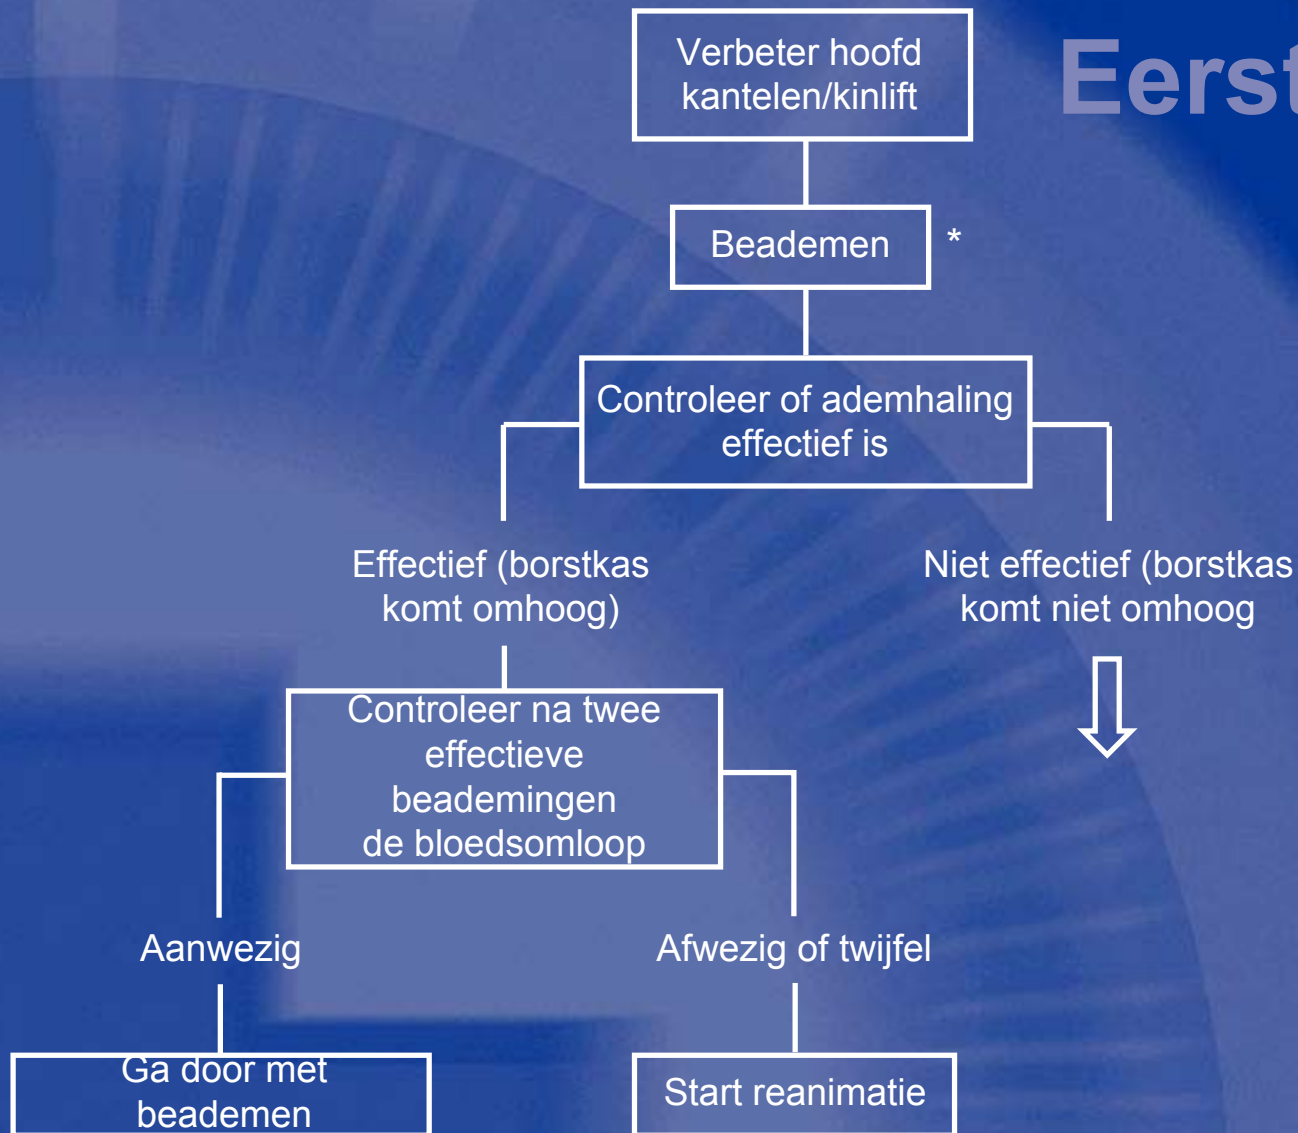 Eerst
Verbeter hoofd
kantelen/kinlift
Beademen *
Controleer of ademhaling
effectief is
Effectief (borstkas
komt omhoog)
Niet effectief (borstkas
komt niet omhoog
Controleer na twee
effectieve
beademingen
de bloedsomloop
Aanwezig
Afwezig of twijfel
Ga door met
beademen
Start reanimatie